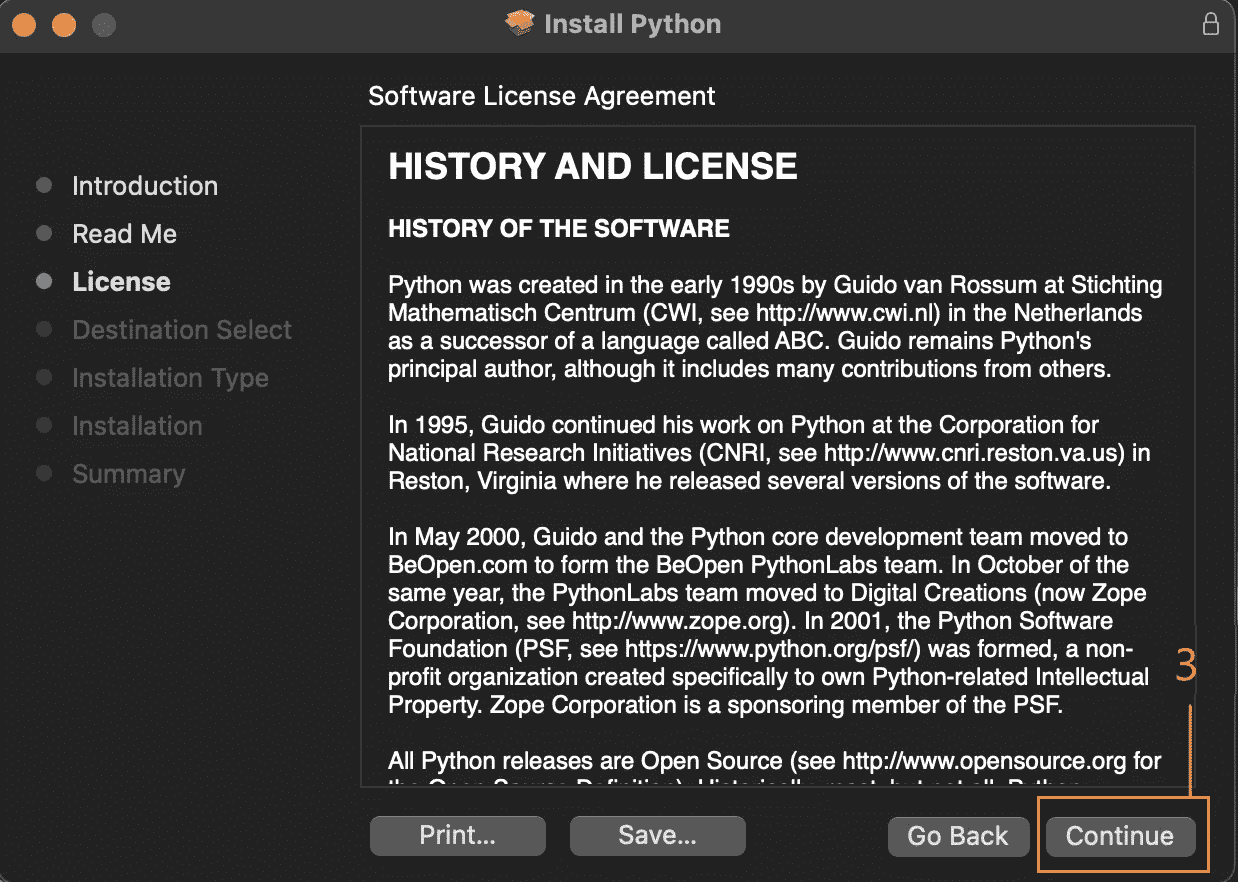 Install Python
Software License Agreement
Introduction
Read Me
License
Destination Select
Installation Type
Installation
Summary
HISTORY AND LICENSE
HISTORY OF THE SOFTWARE
Python was created in the early 1990s by Guido van Rossum at Stichting
Mathematisch Centrum (CWI, see http://www.cwi.nl) in the Netherlands
as a successor of a language called ABC. Guido remains Python's
principal author, although it includes many contributions from others.
In 1995, Guido continued his work on Python at the Corporation for
National Research Initiatives (CNRI, see http://www.cnri.reston.va.us) in
Reston, Virginia where he released several versions of the software.
In May 2000, Guido and the Python core development team moved to
BeOpen.com to form the BeOpen PythonLabs team. In October of the
same year, the PythonLabs team moved to Digital Creations (now Zope
Corporation, see http://www.zope.org). In 2001, the Python Software
Foundation (PSF, see https://www.python.org/psf/) was formed, a non-
profit organization created specifically to own Python-related Intellectual
Property. Zope Corporation is a sponsoring member of the PSF.
All Python releases are Open Source (see http://www.opensource.org for
the Open Source Definition). Historically, most, but not all, Python
3
Print...
Save...
Go Back
Continue